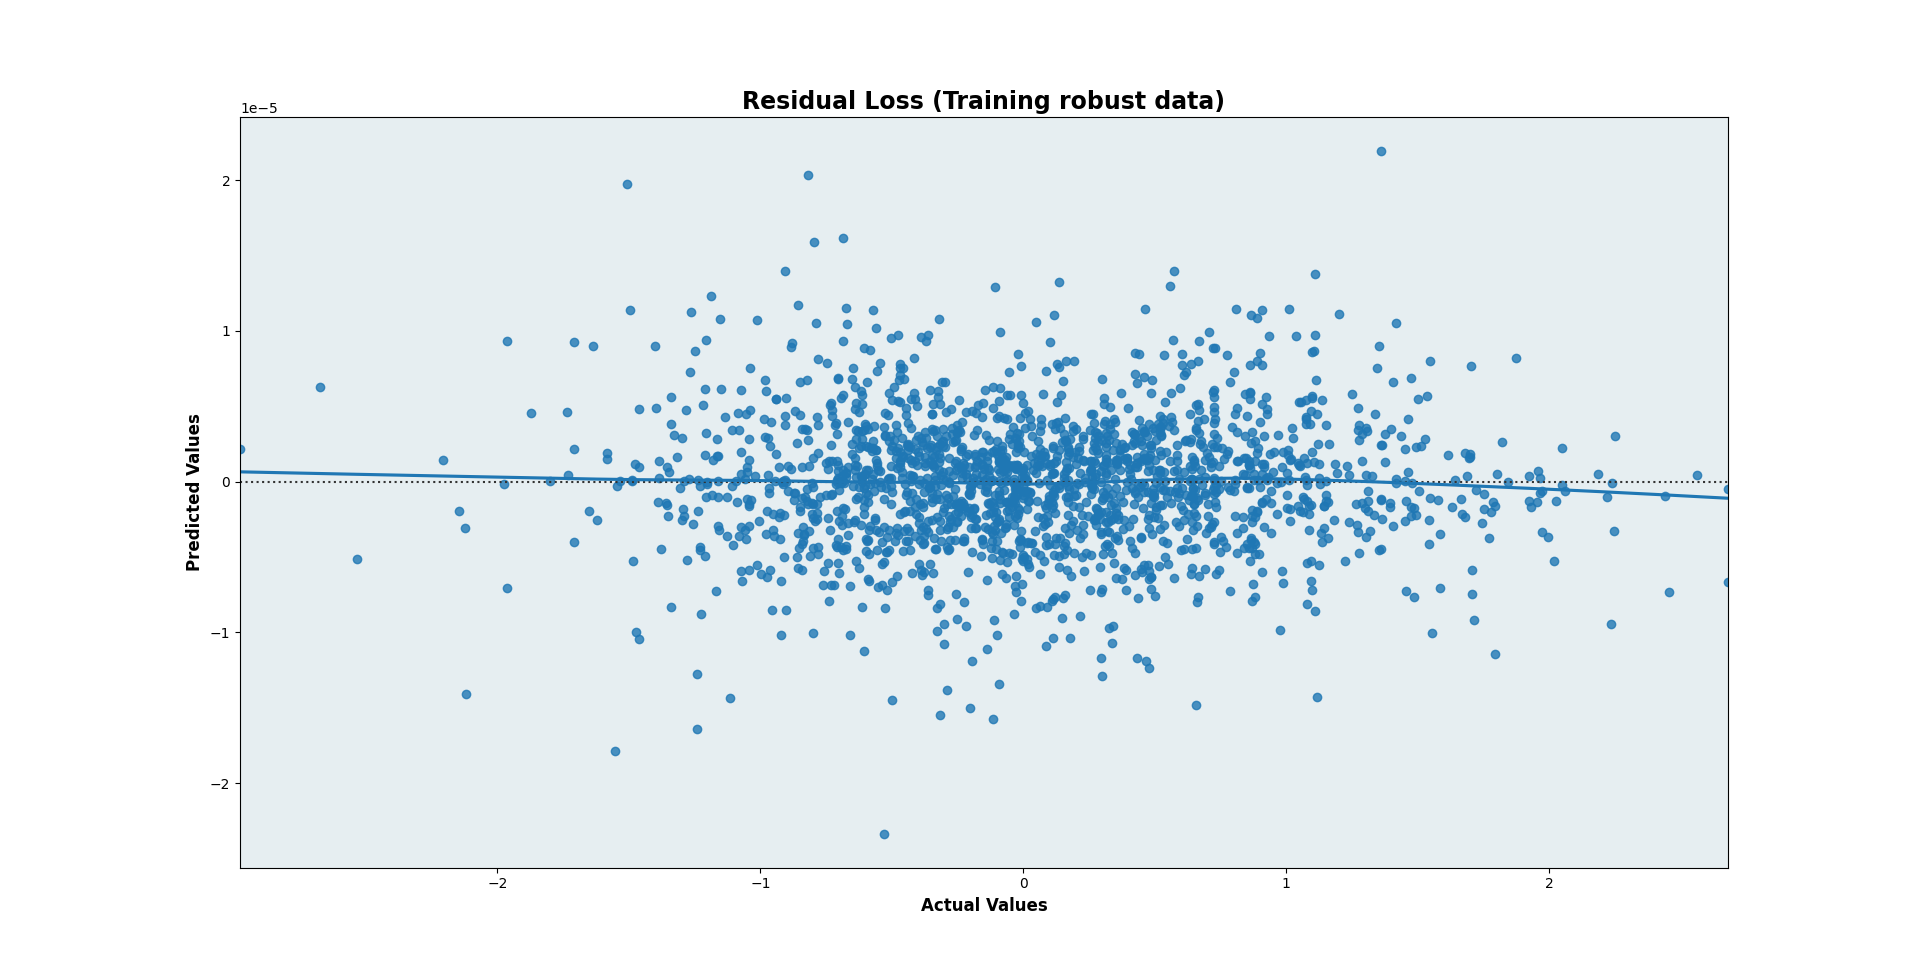 Residual Loss (Training robust data)
1e−5
2
1
0
−1
−2
Predicted Values
−2
−1
0
1
2
Actual Values